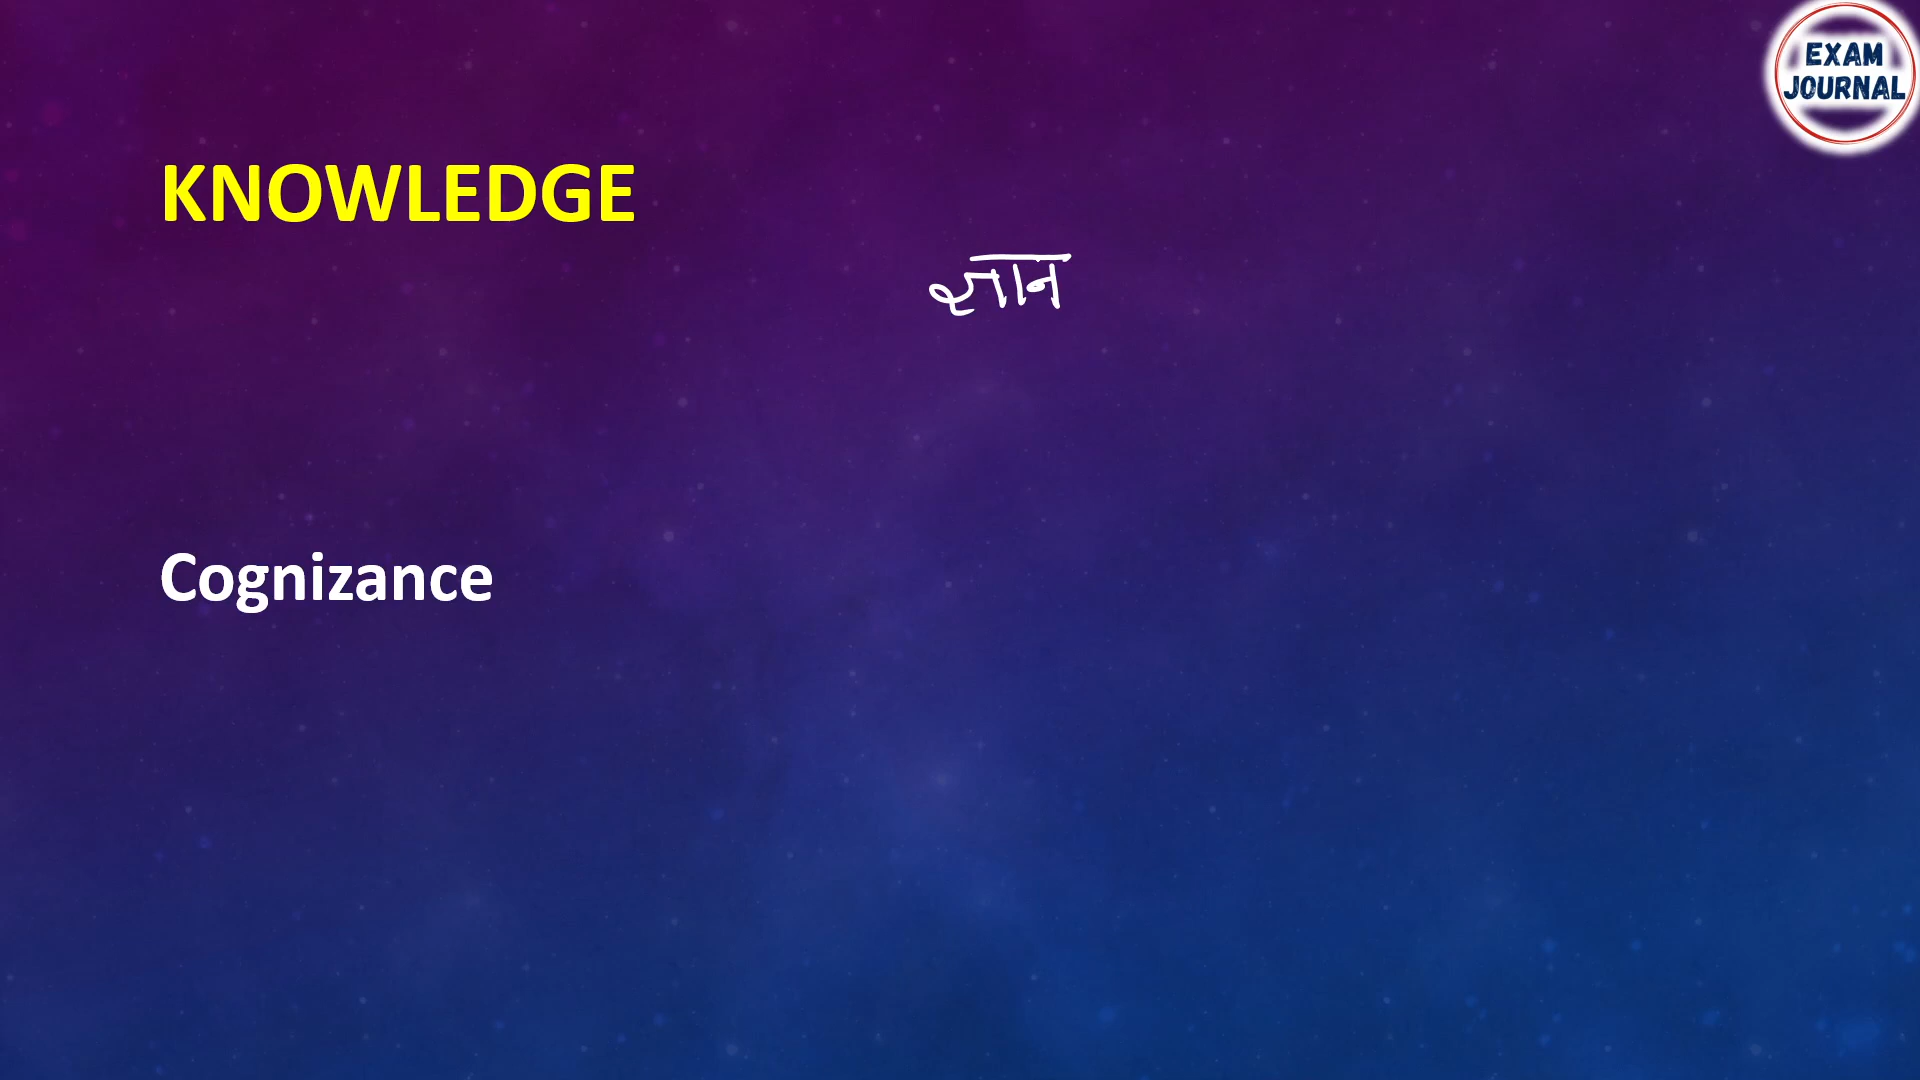 EXAM
JOURNAL
KNOWLEDGE
ज्ञान
Cognizance